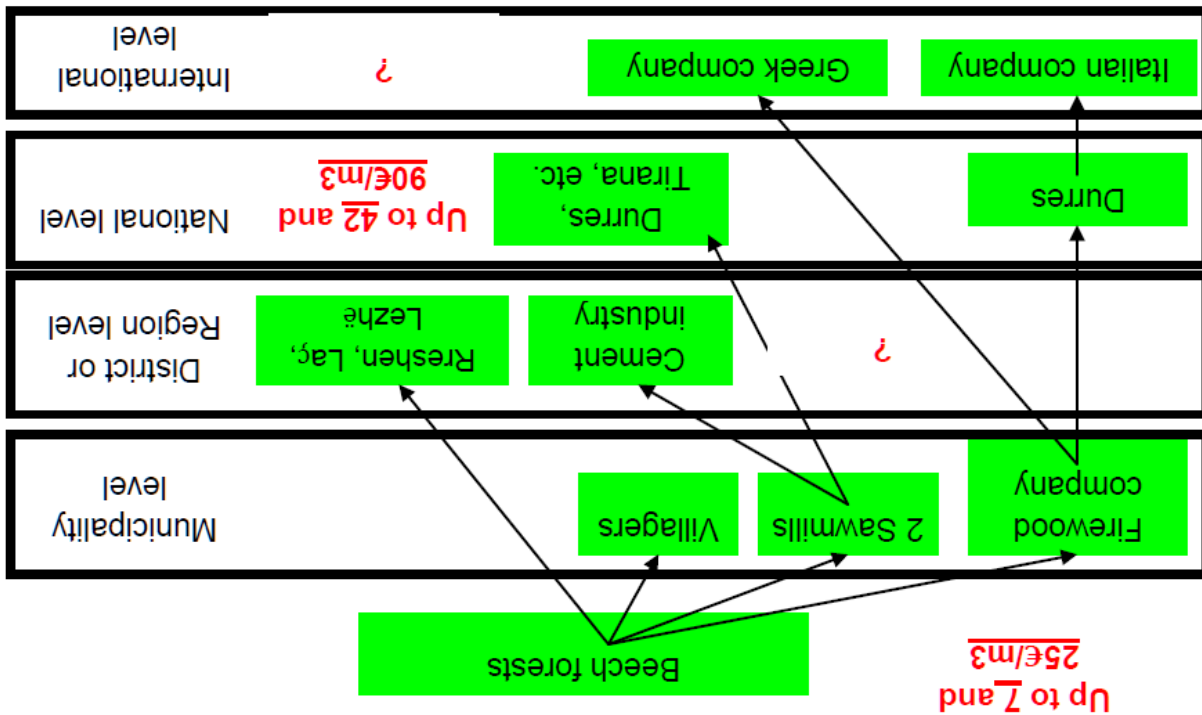 Up to 7 and
25€/m3
Beech forests
Firewood
company
2 Sawmills
Villagers
Municipality
level
?
Cement
industry
Rreshen, Laç,
Lezhë
District or
Region level
Durres
Durres,
Tirana, etc.
Up to 42 and
90€/m3
National level
Italian company
Greek company
?
International
level